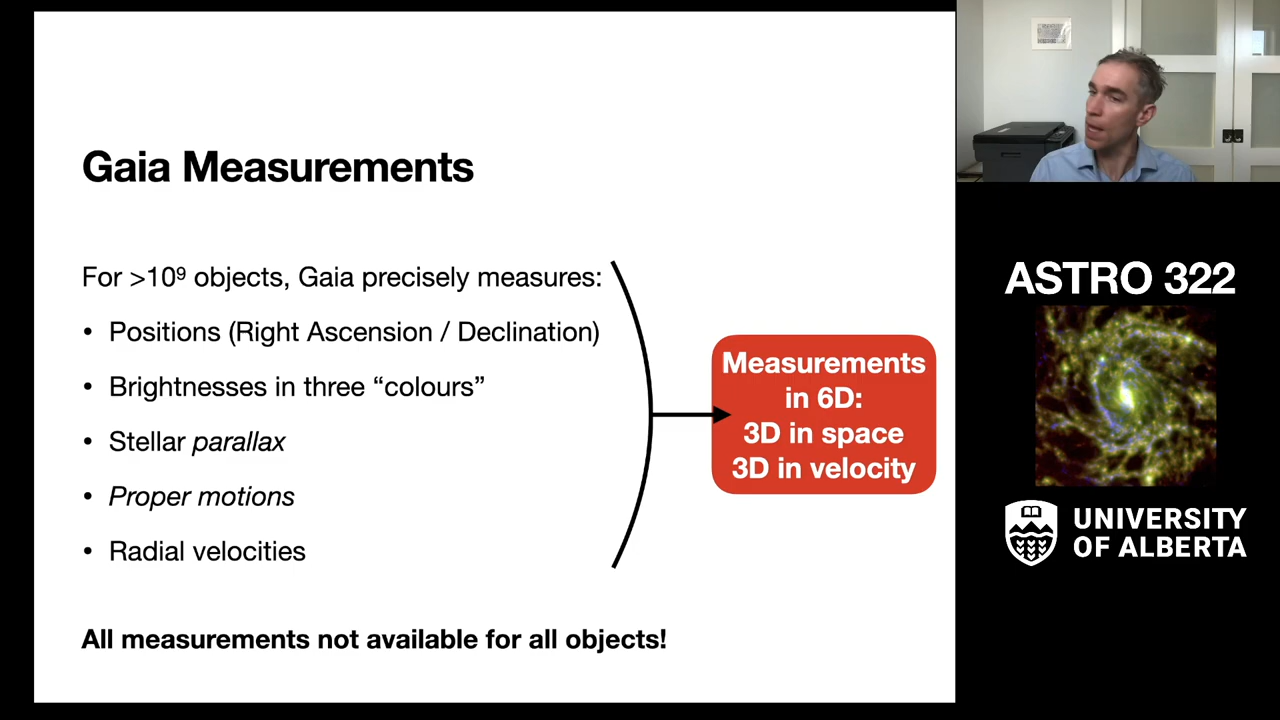 Gaia Measurements
For >10⁹ objects, Gaia precisely measures:
• Positions (Right Ascension / Declination)
• Brightnesses in three “colours”
• Stellar parallax
• Proper motions
• Radial velocities
All measurements not available for all objects!
Measurements
in 6D:
3D in space
3D in velocity
ASTRO 322
UNIVERSITY
OF ALBERTA